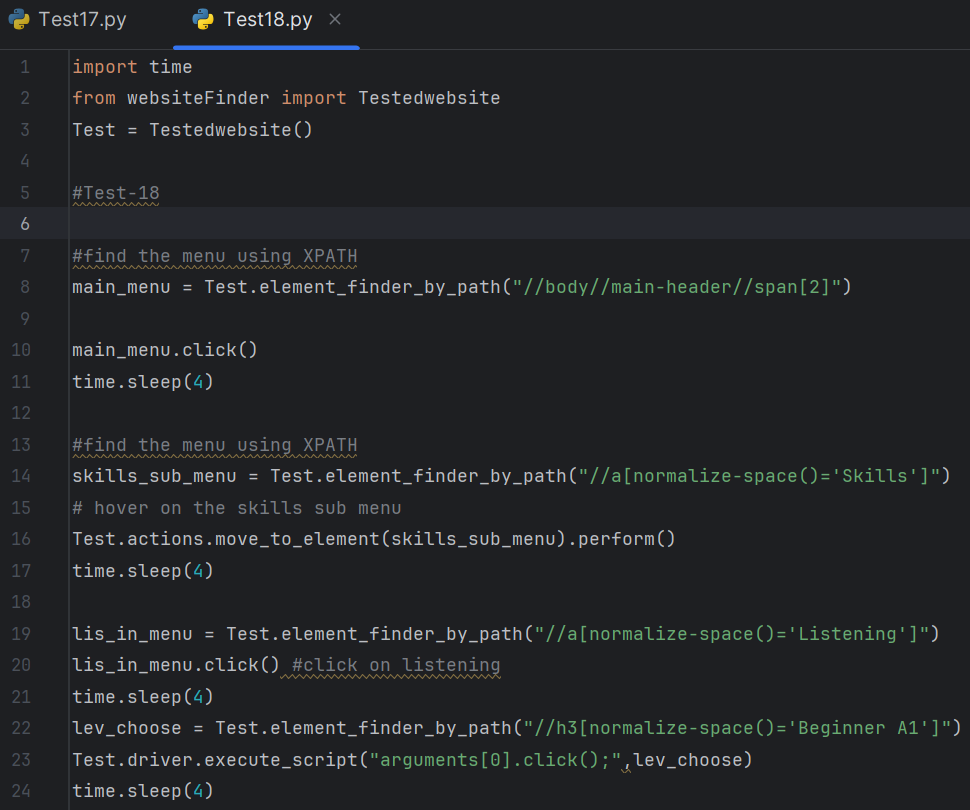 Test17.py
Test18.py
1 import time
2 from websiteFinder import Testedwebsite
3 Test = Testedwebsite()
4
5 #Test-18
6
7 #find the menu using XPATH
8 main_menu = Test.element_finder_by_path("//body//main-header//span[2]")
9
10 main_menu.click()
11 time.sleep(4)
12
13 #find the menu using XPATH
14 skills_sub_menu = Test.element_finder_by_path("//a[normalize-space()='Skills']")
15 # hover on the skills sub menu
16 Test.actions.move_to_element(skills_sub_menu).perform()
17 time.sleep(4)
18
19 lis_in_menu = Test.element_finder_by_path("//a[normalize-space()='Listening']")
20 lis_in_menu.click() #click on listening
21 time.sleep(4)
22 lev_choose = Test.element_finder_by_path("//h3[normalize-space()='Beginner A1']")
23 Test.driver.execute_script("arguments[0].click();",lev_choose)
24 time.sleep(4)